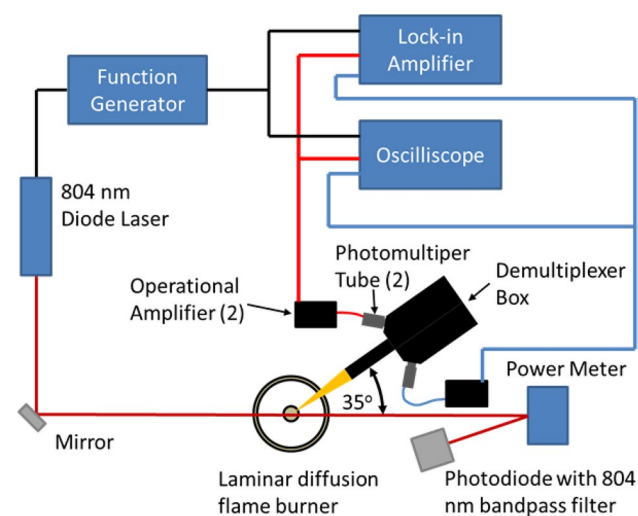 Lock-in
Amplifier
Function
Generator
Oscilliscope
804 nm
Diode Laser
Photomultiper
Tube (2)
Demultiplexer
Box
Operational
Amplifier (2)
Power Meter
35°
Mirror
Laminar diffusion
flame burner
Photodiode with 804
nm bandpass filter